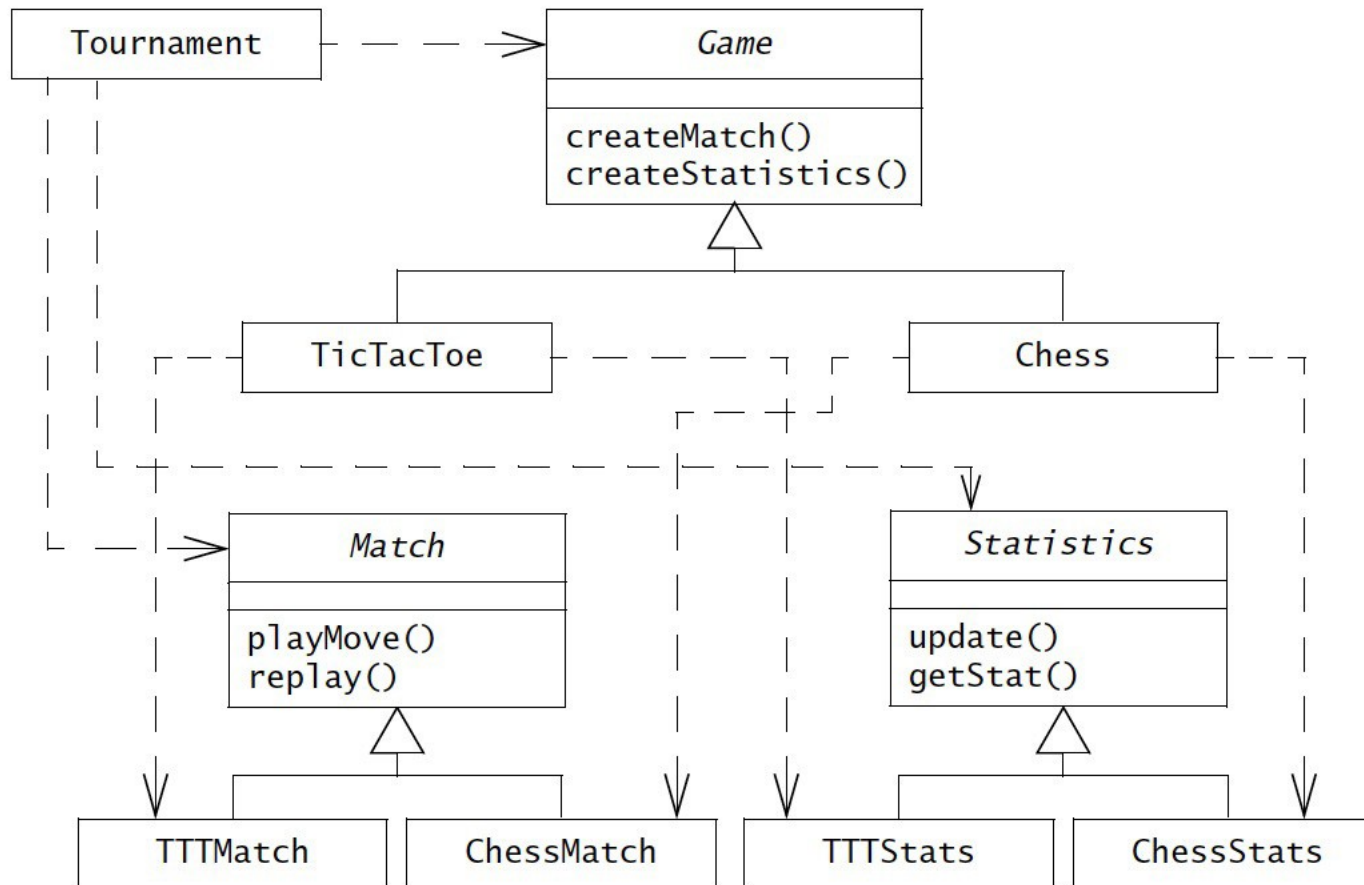 Tournament
Game
createMatch()
createStatistics()
TicTacToe
Chess
Match
playMove()
replay()
Statistics
update()
getStat()
TTTMatch
ChessMatch
TTTStats
ChessStats